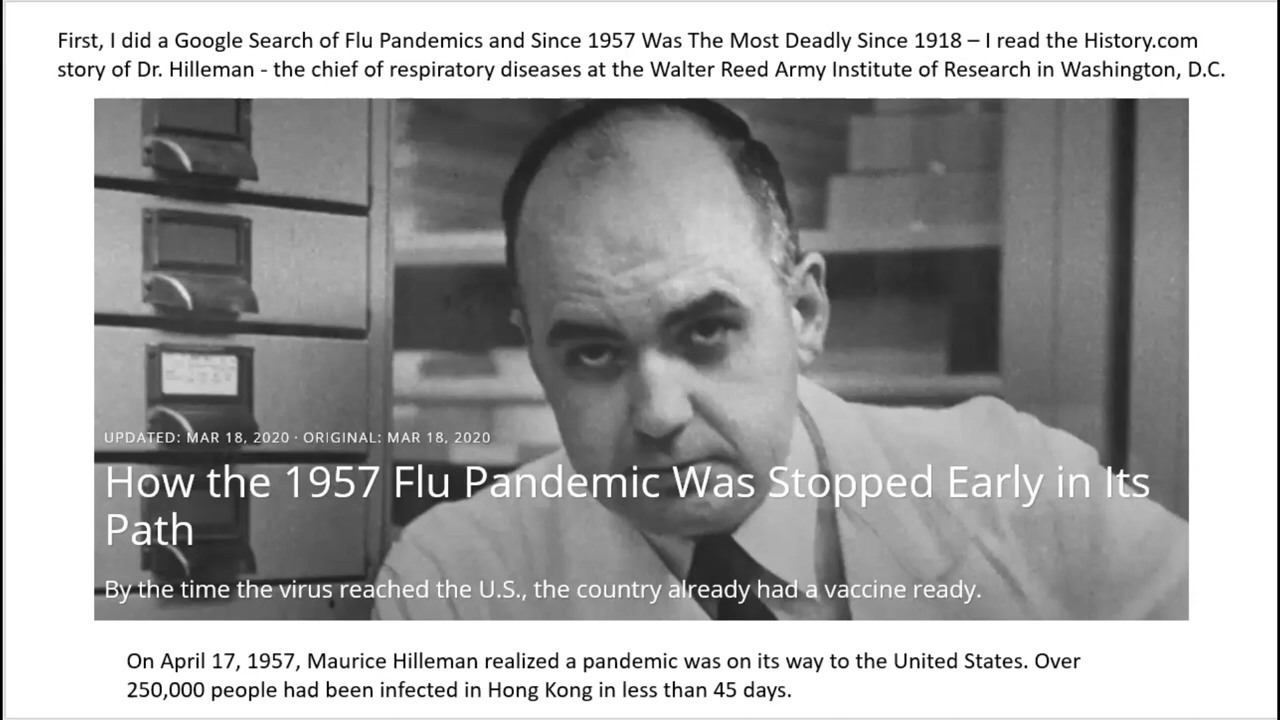 First, I did a Google Search of Flu Pandemics and Since 1957 Was The Most Deadly Since 1918 – I read the History.com
story of Dr. Hilleman - the chief of respiratory diseases at the Walter Reed Army Institute of Research in Washington, D.C.
UPDATED: MAR 18, 2020 · ORIGINAL: MAR 18, 2020
How the 1957 Flu Pandemic Was Stopped Early in Its
Path
By the time the virus reached the U.S., the country already had a vaccine ready.
On April 17, 1957, Maurice Hilleman realized a pandemic was on its way to the United States. Over
250,000 people had been infected in Hong Kong in less than 45 days.